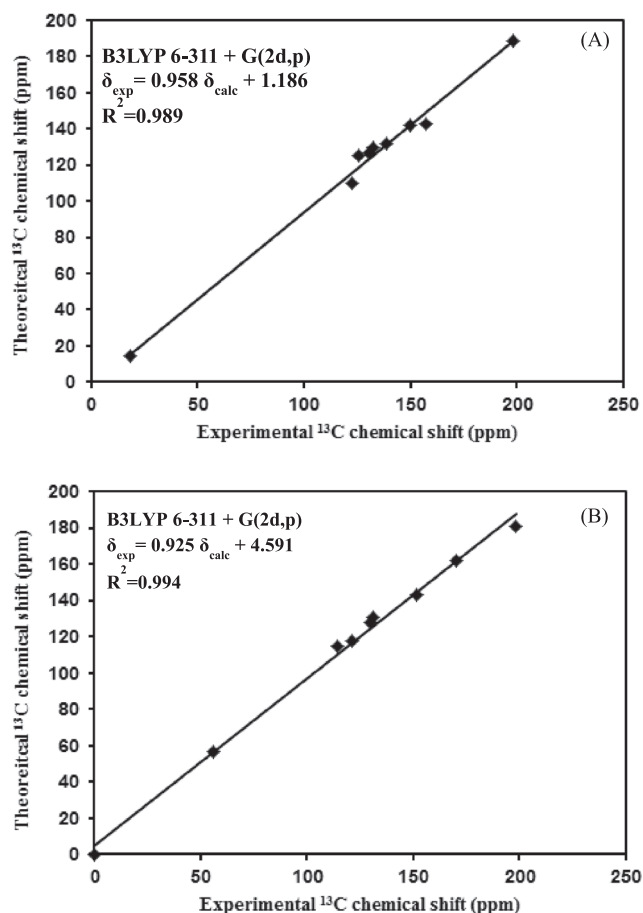 (A)
B3LYP 6-311 + G(2d,p)
δexp= 0.958 δcalc + 1.186
R²=0.989
200
180
160
140
120
100
80
60
40
20
0
Theoreitcal ¹³C chemical shift (ppm)
0 50 100 150 200 250
Experimental ¹³C chemical shift (ppm)
(B)
B3LYP 6-311 + G(2d,p)
δexp= 0.925 δcalc + 4.591
R²=0.994
200
180
160
140
120
100
80
60
40
20
0
Theoreitcal ¹³C chemical shift (ppm)
0 50 100 150 200 250
Experimental ¹³C chemical shift (ppm)